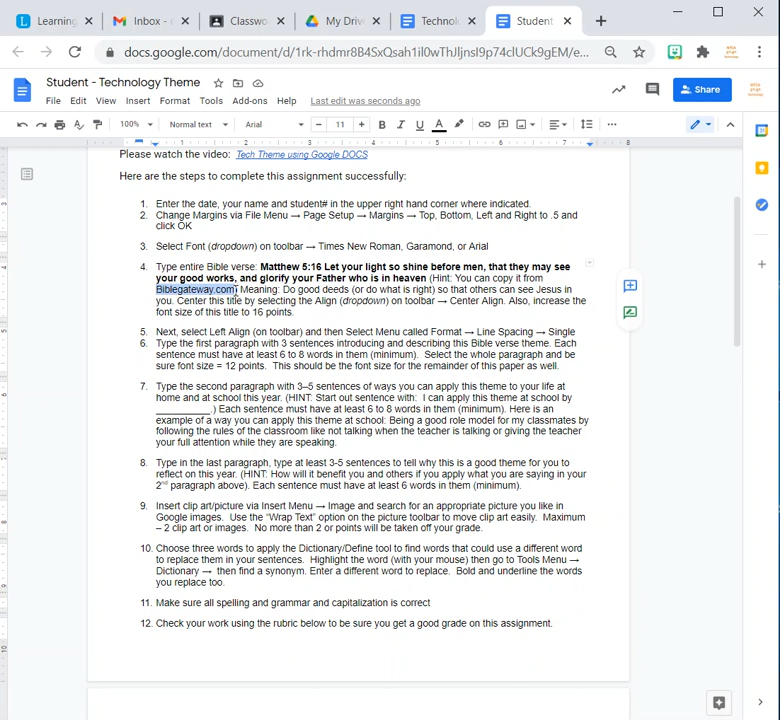 Learning
Inbox -
Classwo
My Driv
Technolo
Student
docs.google.com/document/d/1rk-rhdmr8B4SxQsah1il0wThJljnsI9p74clUCk9gEM/e...
Student - Technology Theme
File Edit View Insert Format Tools Add-ons Help Last edit was seconds ago
Share
100% Normal text Arial 11 B I U A
Please watch the video: Tech Theme using Google DOCS
Here are the steps to complete this assignment successfully:
1. Enter the date, your name and student# in the upper right hand corner where indicated.
2. Change Margins via File Menu → Page Setup → Margins → Top, Bottom, Left and Right to .5 and
click OK
3. Select Font (dropdown) on toolbar → Times New Roman, Garamond, or Arial
4. Type entire Bible verse: Matthew 5:16 Let your light so shine before men, that they may see
your good works, and glorify your Father who is in heaven (Hint: You can copy it from
Biblegateway.com) Meaning: Do good deeds (or do what is right) so that others can see Jesus in
you. Center this title by selecting the Align (dropdown) on toolbar → Center Align. Also, increase the
font size of this title to 16 points.
5. Next, select Left Align (on toolbar) and then Select Menu called Format → Line Spacing → Single
6. Type the first paragraph with 3 sentences introducing and describing this Bible verse theme. Each
sentence must have at least 6 to 8 words in them (minimum). Select the whole paragraph and be
sure font size = 12 points. This should be the font size for the remainder of this paper as well.
7. Type the second paragraph with 3–5 sentences of ways you can apply this theme to your life at
home and at school this year. (HINT: Start out sentence with: I can apply this theme at school by
__________.) Each sentence must have at least 6 to 8 words in them (minimum). Here is an
example of a way you can apply this theme at school: Being a good role model for my classmates by
following the rules of the classroom like not talking when the teacher is talking or giving the teacher
your full attention while they are speaking.
8. Type in the last paragraph, type at least 3-5 sentences to tell why this is a good theme for you to
reflect on this year. (HINT: How will it benefit you and others if you apply what you are saying in your
2nd paragraph above). Each sentence must have at least 6 words in them (minimum).
9. Insert clip art/picture via Insert Menu → Image and search for an appropriate picture you like in
Google images. Use the “Wrap Text” option on the picture toolbar to move clip art easily. Maximum
– 2 clip art or images. No more than 2 or points will be taken off your grade.
10. Choose three words to apply the Dictionary/Define tool to find words that could use a different word
to replace them in your sentences. Highlight the word (with your mouse) then go to Tools Menu →
Dictionary → then find a synonym. Enter a different word to replace. Bold and underline the words
you replace too.
11. Make sure all spelling and grammar and capitalization is correct
12. Check your work using the rubric below to be sure you get a good grade on this assignment.